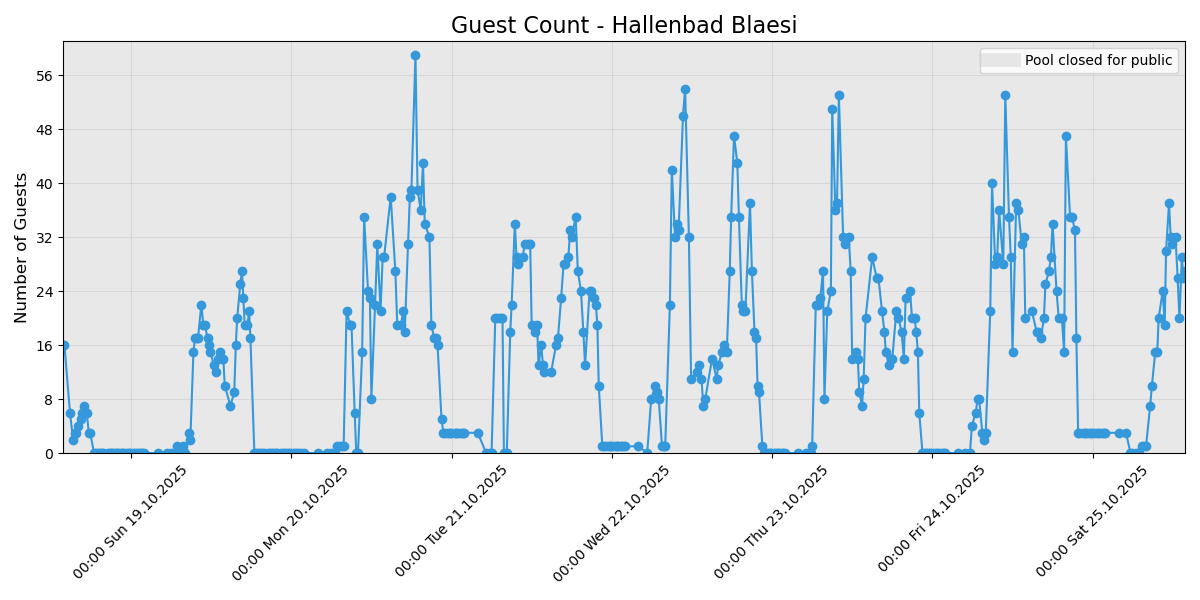 Guest Count - Hallenbad Blaesi
Pool closed for public
Number of Guests
56
48
40
32
24
16
8
0
00:00 Sun 19.10.2025
00:00 Mon 20.10.2025
00:00 Tue 21.10.2025
00:00 Wed 22.10.2025
00:00 Thu 23.10.2025
00:00 Fri 24.10.2025
00:00 Sat 25.10.2025